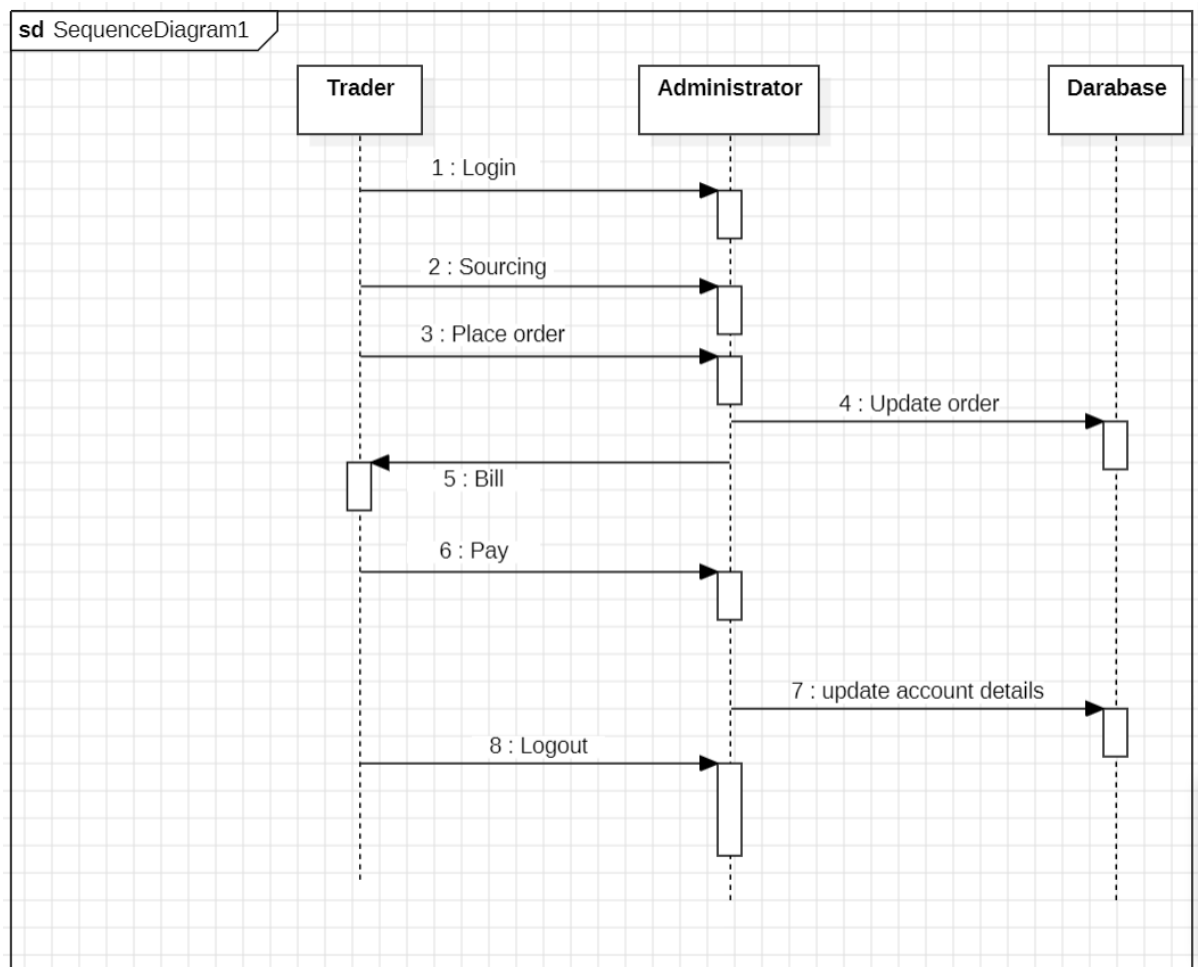 sd SequenceDiagram1
Trader
Administrator
Darabase
1 : Login
2 : Sourcing
3 : Place order
4 : Update order
5 : Bill
6 : Pay
7 : update account details
8 : Logout